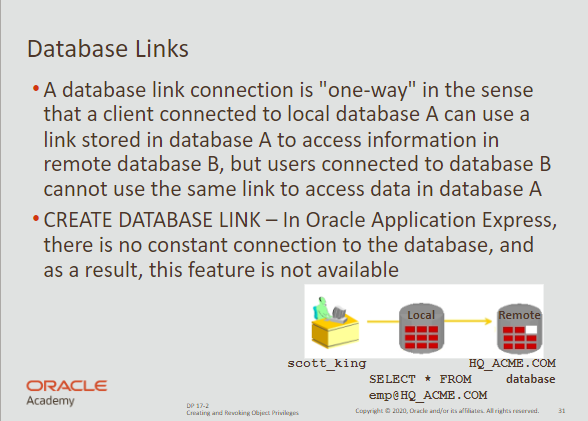 Database Links
• A database link connection is "one-way" in the sense
that a client connected to local database A can use a
link stored in database A to access information in
remote database B, but users connected to database B
cannot use the same link to access data in database A
• CREATE DATABASE LINK – In Oracle Application Express,
there is no constant connection to the database, and
as a result, this feature is not available
Local Remote
scott_king HQ_ACME.COM
SELECT * FROM database
emp@HQ_ACME.COM
ORACLE
Academy
DP 17-2
Creating and Revoking Object Privileges
Copyright © 2020, Oracle and/or its affiliates. All rights reserved. 31